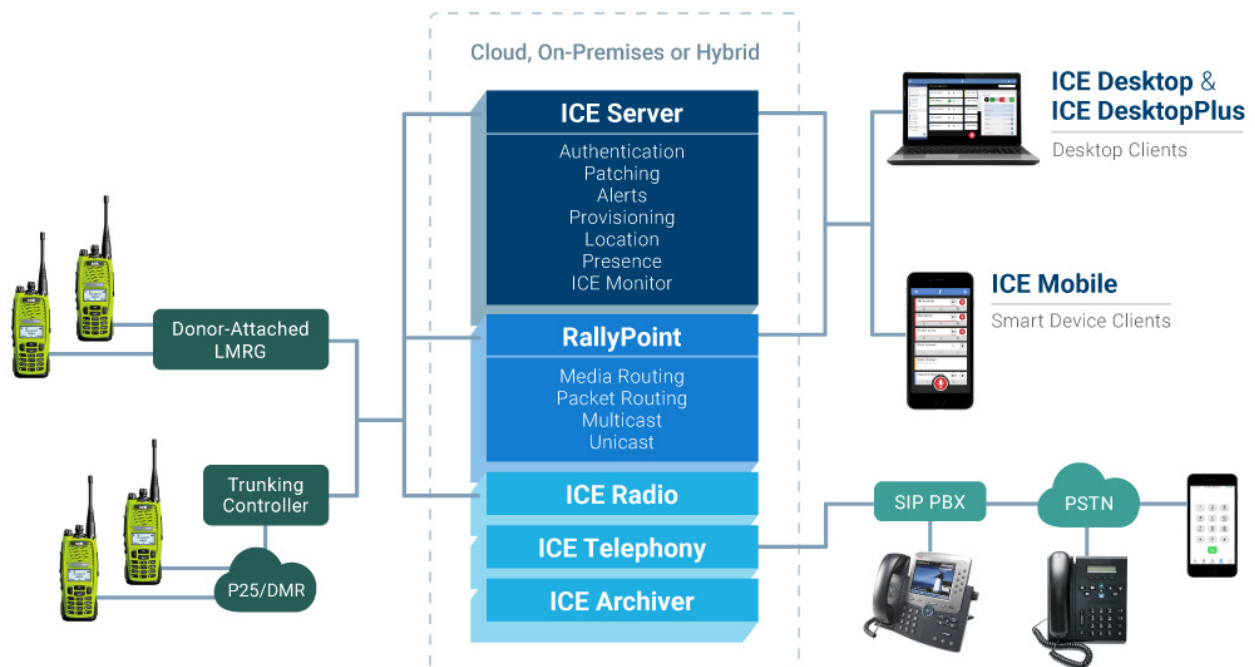 Cloud, On-Premises or Hybrid
ICE Server
Authentication
Patching
Alerts
Provisioning
Location
Presence
ICE Monitor
RallyPoint
Media Routing
Packet Routing
Multicast
Unicast
ICE Radio
ICE Telephony
ICE Archiver
Donor-Attached
LMRG
Trunking
Controller
P25/DMR
ICE Desktop &
ICE DesktopPlus
Desktop Clients
ICE Mobile
Smart Device Clients
SIP PBX
PSTN